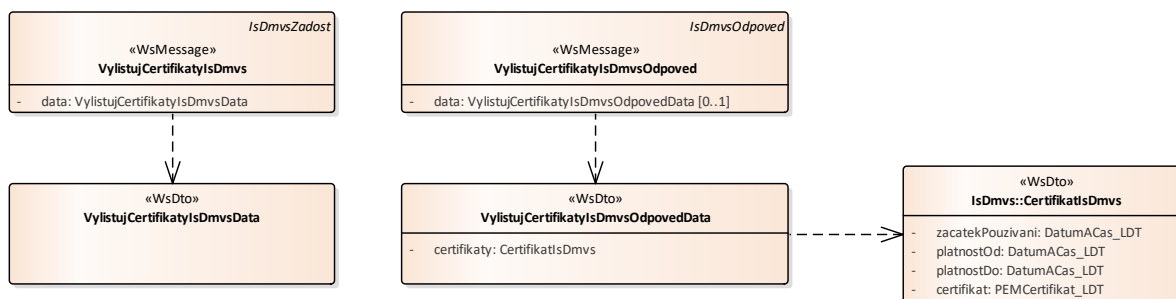 IsDmvsZadost
«WsMessage»
VylistujCertifikatyIsDmvs
- data: VylistujCertifikatyIsDmvsData
IsDmvsOdpoved
«WsMessage»
VylistujCertifikatyIsDmvsOdpoved
- data: VylistujCertifikatyIsDmvsOdpovedData [0..1]
«WsDto»
VylistujCertifikatyIsDmvsData
«WsDto»
VylistujCertifikatyIsDmvsOdpovedData
- certifikaty: CertifikatIsDmvs
«WsDto»
IsDmvs::CertifikatIsDmvs
- zacatekPouzivani: DatumACas_LDT
- platnostOd: DatumACas_LDT
- platnostDo: DatumACas_LDT
- certifikat: PEMCertifikat_LDT